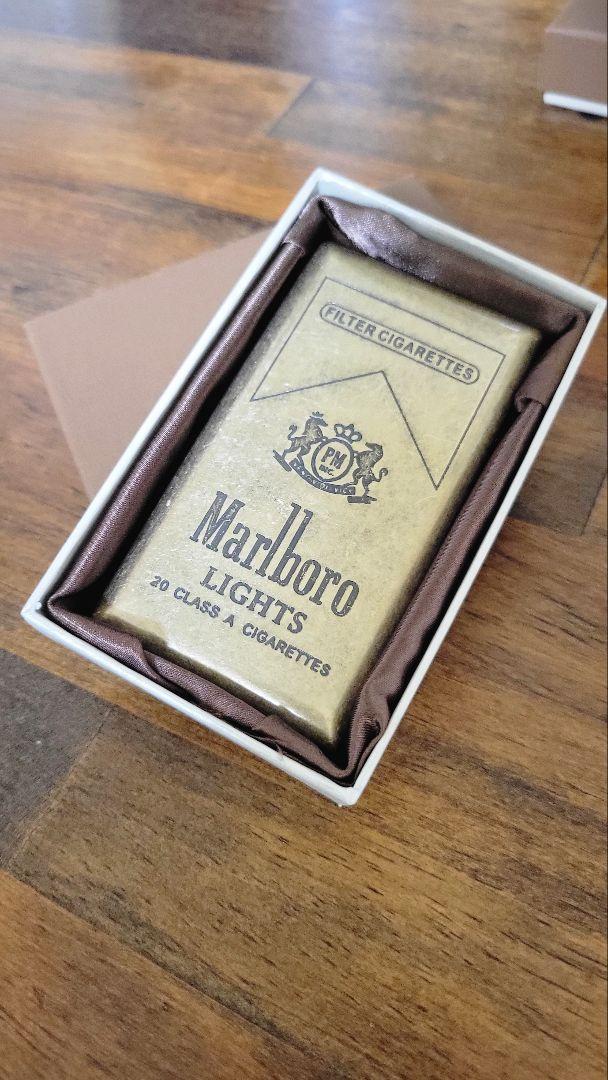 FILTER CIGARETTES
PM
INC.
Marlboro
LIGHTS
20 CLASS A CIGARETTES